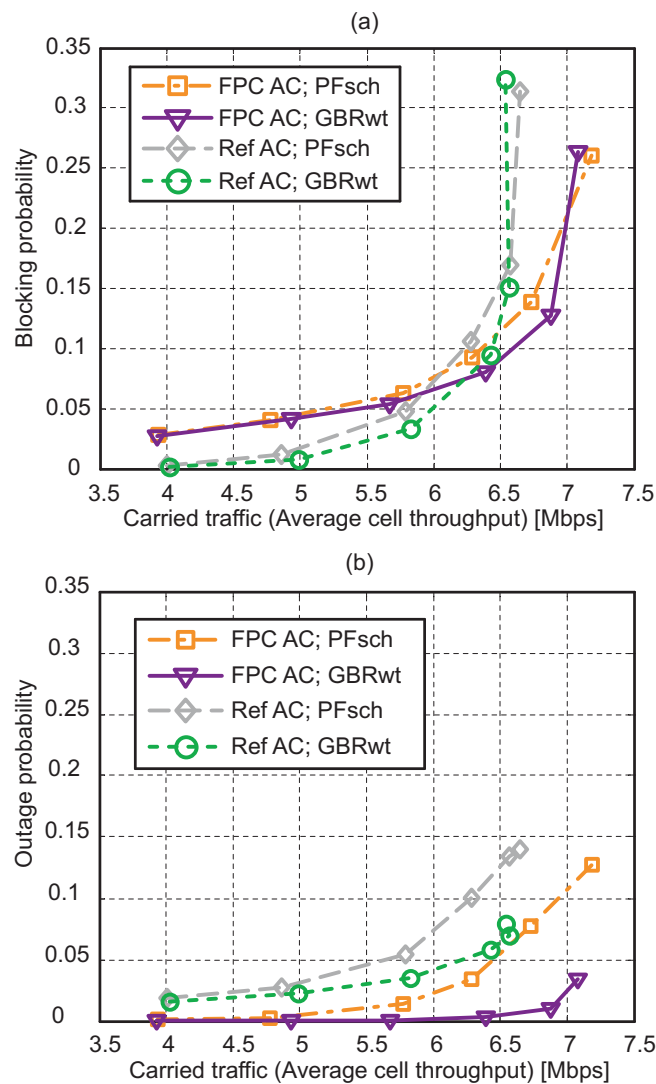 (a)
0.35
0.3
0.25
0.2
0.15
0.1
0.05
0
Blocking probability
FPC AC; PFsch
FPC AC; GBRwt
Ref AC; PFsch
Ref AC; GBRwt
3.5 4 4.5 5 5.5 6 6.5 7 7.5
Carried traffic (Average cell throughput) [Mbps]
(b)
0.35
0.3
0.25
0.2
0.15
0.1
0.05
0
Outage probability
FPC AC; PFsch
FPC AC; GBRwt
Ref AC; PFsch
Ref AC; GBRwt
3.5 4 4.5 5 5.5 6 6.5 7 7.5
Carried traffic (Average cell throughput) [Mbps]